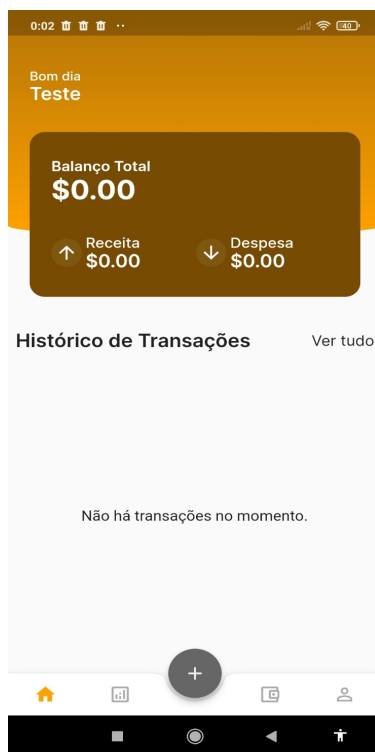 0:02 40
Bom dia
Teste
Balanço Total
$0.00
Receita
$0.00
Despesa
$0.00
Histórico de Transações Ver tudo
Não há transações no momento.